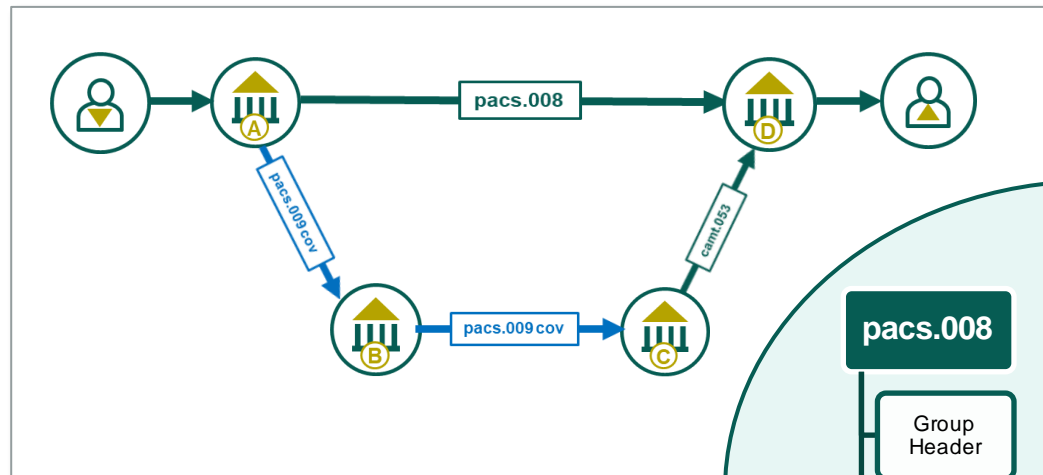 pacs.008
A
D
pacs.009 cov
camt.053
B
pacs.009 cov
C
pacs.008
Group
Header